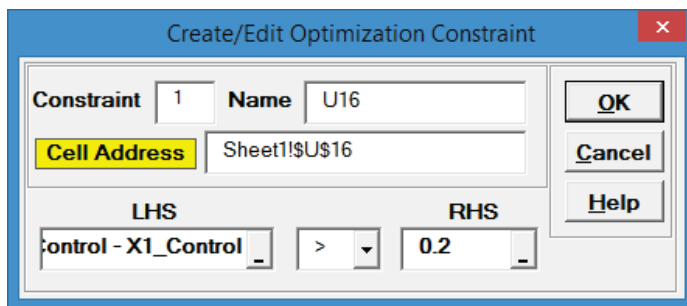 Create/Edit Optimization Constraint
Constraint 1 Name U16
OK
Cell Address Sheet1!$U$16
Cancel
Help
LHS RHS
ontrol - X1_Control _ > 0.2 _